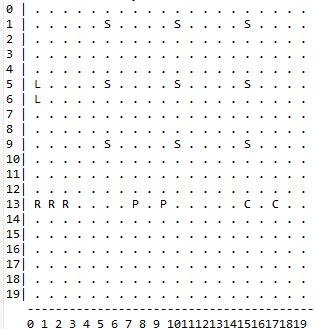 0| . . . . . . . . . . . . . . . . . . . .
1| . . . . . S . . . . S . . . . S . . . .
2| . . . . . . . . . . . . . . . . . . . .
3| . . . . . . . . . . . . . . . . . . . .
4| . . . . . . . . . . . . . . . . . . . .
5| L . . . . S . . . . S . . . . S . . . .
6| L . . . . . . . . . . . . . . . . . . .
7| . . . . . . . . . . . . . . . . . . . .
8| . . . . . . . . . . . . . . . . . . . .
9| . . . . . S . . . . S . . . . S . . . .
10| . . . . . . . . . . . . . . . . . . . .
11| . . . . . . . . . . . . . . . . . . . .
12| . . . . . . . . . . . . . . . . . . . .
13| R R R . . . . P . P . . . . . C . C . .
14| . . . . . . . . . . . . . . . . . . . .
15| . . . . . . . . . . . . . . . . . . . .
16| . . . . . . . . . . . . . . . . . . . .
17| . . . . . . . . . . . . . . . . . . . .
18| . . . . . . . . . . . . . . . . . . . .
19| . . . . . . . . . . . . . . . . . . . .
-----------------------------------------
0 1 2 3 4 5 6 7 8 9 10111213141516171819